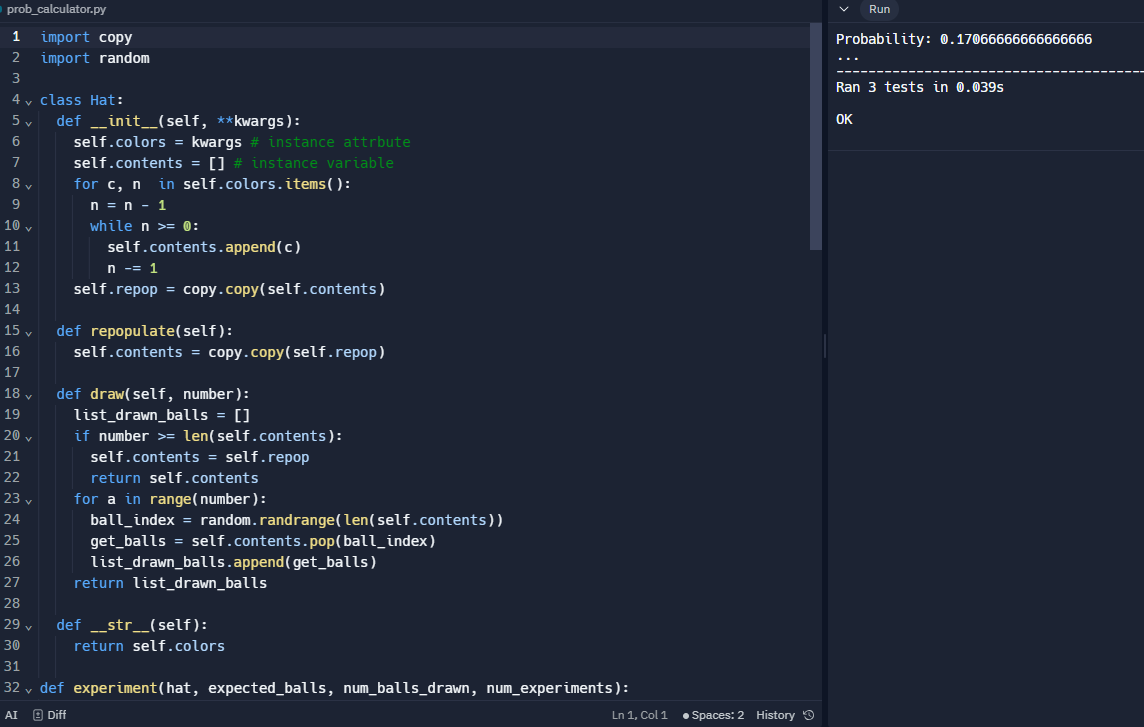 prob_calculator.py
1 import copy
2 import random
3
4 class Hat:
5   def __init__(self, **kwargs):
6     self.colors = kwargs # instance attrbute
7     self.contents = [] # instance variable
8     for c, n  in self.colors.items():
9       n = n - 1
10       while n >= 0:
11         self.contents.append(c)
12         n -= 1
13     self.repop = copy.copy(self.contents)
14
15   def repopulate(self):
16     self.contents = copy.copy(self.repop)
17
18   def draw(self, number):
19     list_drawn_balls = []
20     if number >= len(self.contents):
21       self.contents = self.repop
22       return self.contents
23     for a in range(number):
24       ball_index = random.randrange(len(self.contents))
25       get_balls = self.contents.pop(ball_index)
26       list_drawn_balls.append(get_balls)
27     return list_drawn_balls
28
29   def __str__(self):
30     return self.colors
31
32 def experiment(hat, expected_balls, num_balls_drawn, num_experiments):
AI Diff Ln 1, Col 1 Spaces: 2 History
Run
Probability: 0.17066666666666666
...
----------------------------------------------------------------------
Ran 3 tests in 0.039s
OK